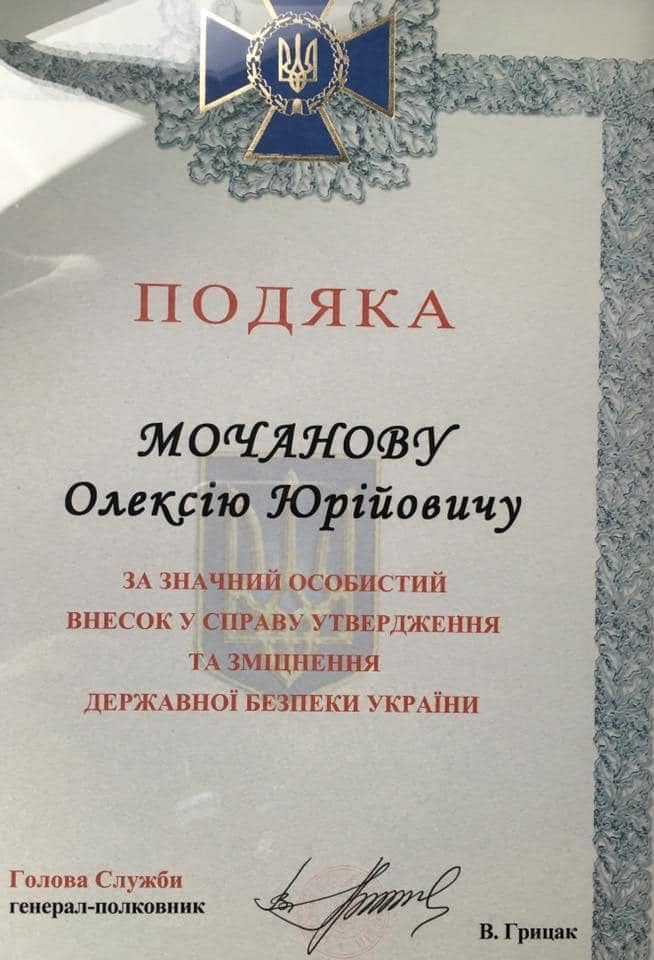 ПОДЯКА
МОЧАНОВУ
Олексію Юрійовичу
ЗА ЗНАЧНИЙ ОСОБИСТИЙ
ВНЕСОК У СПРАВУ УТВЕРДЖЕННЯ
ТА ЗМІЦНЕННЯ
ДЕРЖАВНОЇ БЕЗПЕКИ УКРАЇНИ
Голова Служби
генерал-полковник
В. Грицак